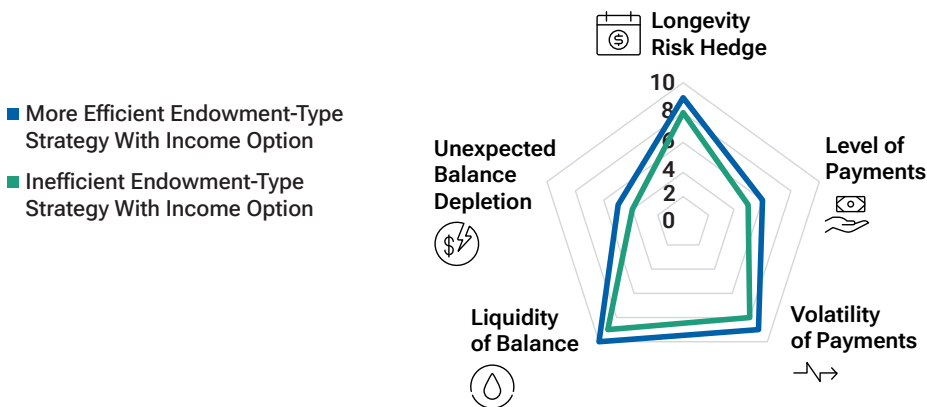 More Efficient Endowment-Type
Strategy With Income Option
Inefficient Endowment-Type
Strategy With Income Option
Longevity
Risk Hedge
10
8
6
4
2
0
Level of
Payments
Volatility
of Payments
Liquidity
of Balance
Unexpected
Balance
Depletion